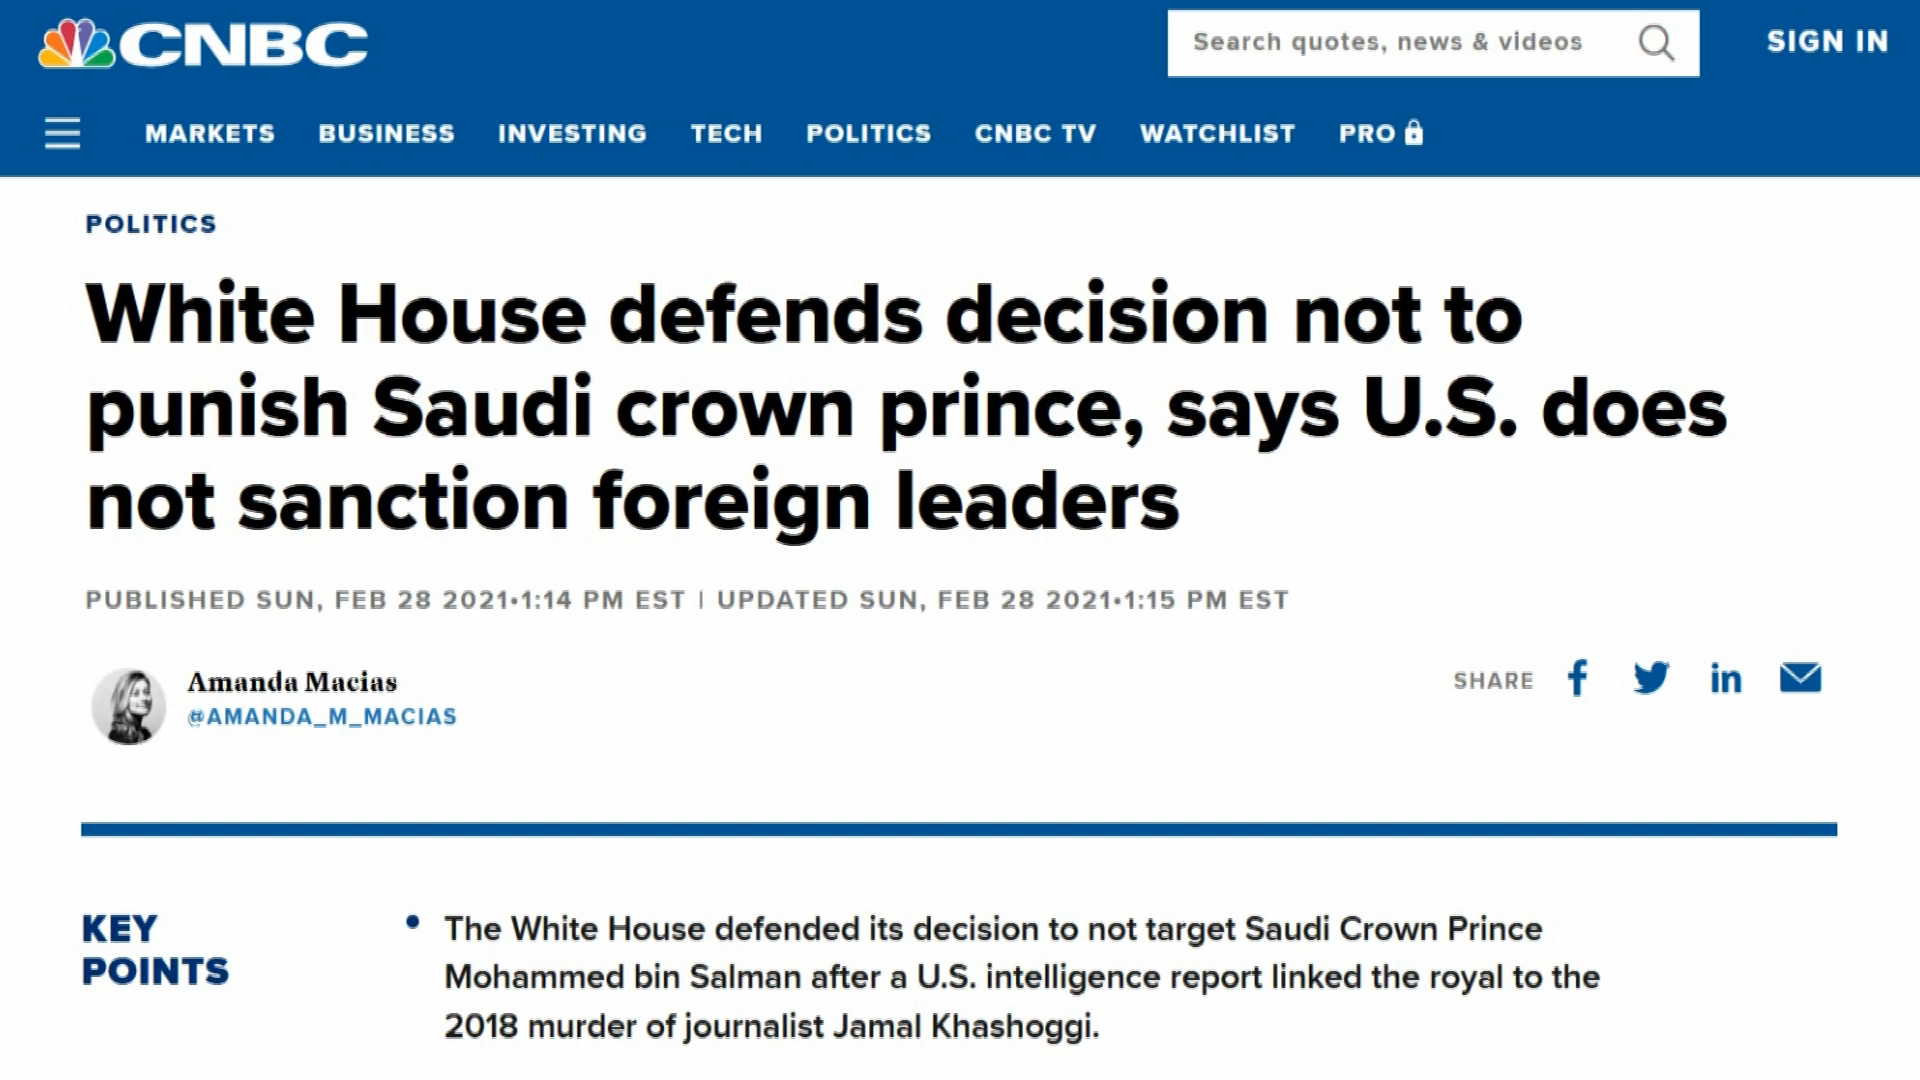 CNBC
Search quotes, news & videos
SIGN IN
MARKETS BUSINESS INVESTING TECH POLITICS CNBC TV WATCHLIST PRO
POLITICS
White House defends decision not to
punish Saudi crown prince, says U.S. does
not sanction foreign leaders
PUBLISHED SUN, FEB 28 2021•1:14 PM EST | UPDATED SUN, FEB 28 2021•1:15 PM EST
Amanda Macias
@AMANDA_M_MACIAS
SHARE f in
KEY
POINTS
• The White House defended its decision to not target Saudi Crown Prince
Mohammed bin Salman after a U.S. intelligence report linked the royal to the
2018 murder of journalist Jamal Khashoggi.